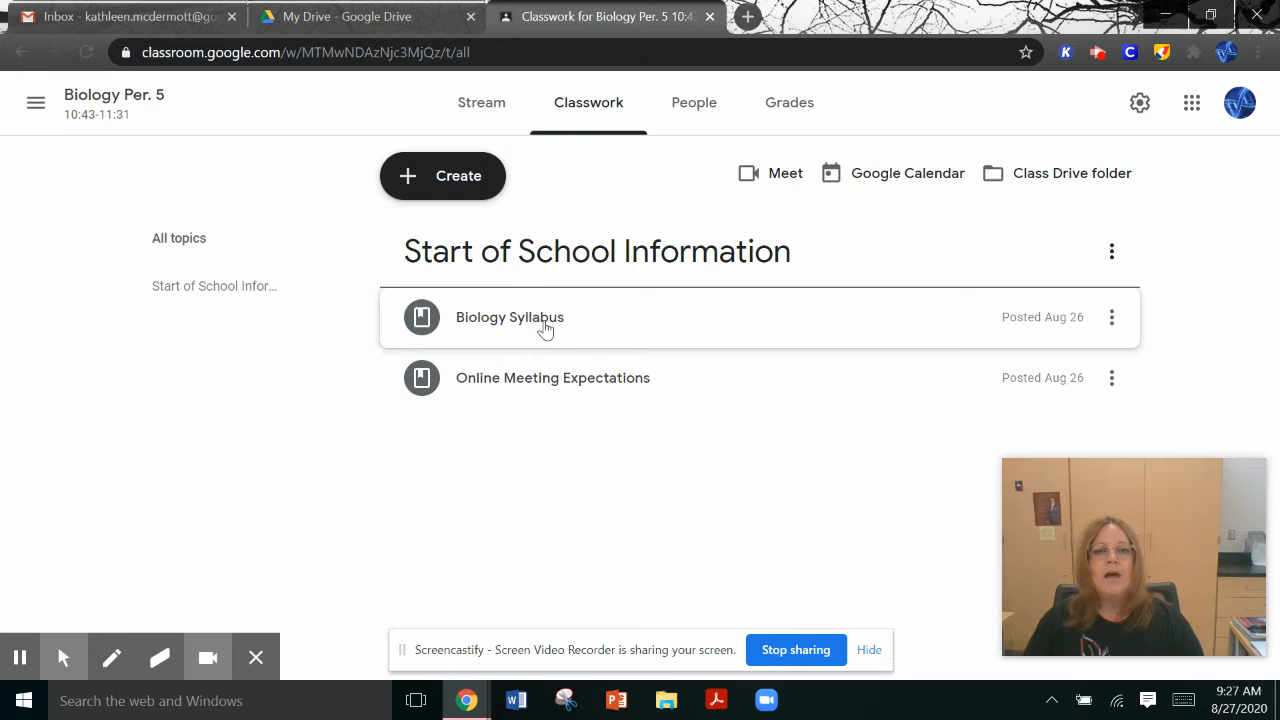 Inbox - kathleen.mcdermott@go
My Drive - Google Drive
Classwork for Biology Per. 5 10:43
classroom.google.com/w/MTMwNDAzNjc3MjQz/t/all
Biology Per. 5
10:43-11:31
Stream
Classwork
People
Grades
Create
Meet
Google Calendar
Class Drive folder
All topics
Start of School Infor...
Start of School Information
Biology Syllabus
Posted Aug 26
Online Meeting Expectations
Posted Aug 26
Screencastify - Screen Video Recorder is sharing your screen.
Stop sharing
Hide
Search the web and Windows
9:27 AM
8/27/2020